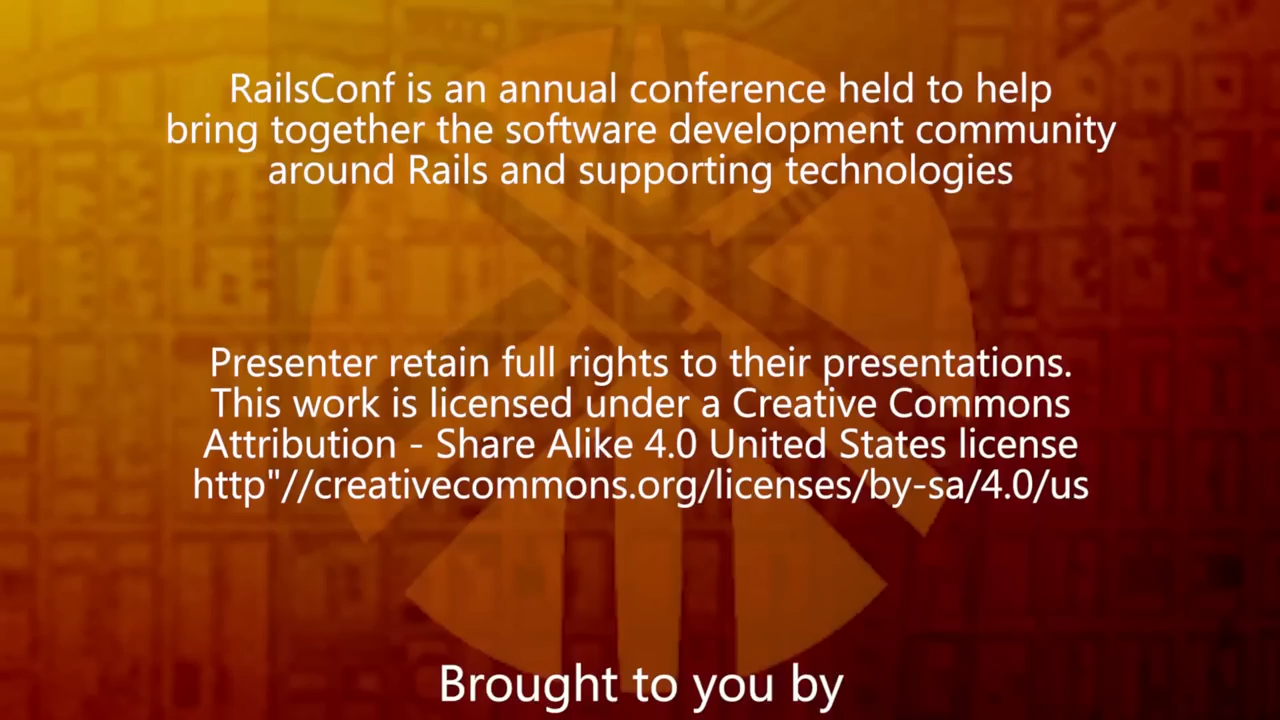 RailsConf is an annual conference held to help
bring together the software development community
around Rails and supporting technologies
Presenter retain full rights to their presentations.
This work is licensed under a Creative Commons
Attribution - Share Alike 4.0 United States license
http"//creativecommons.org/licenses/by-sa/4.0/us
Brought to you by